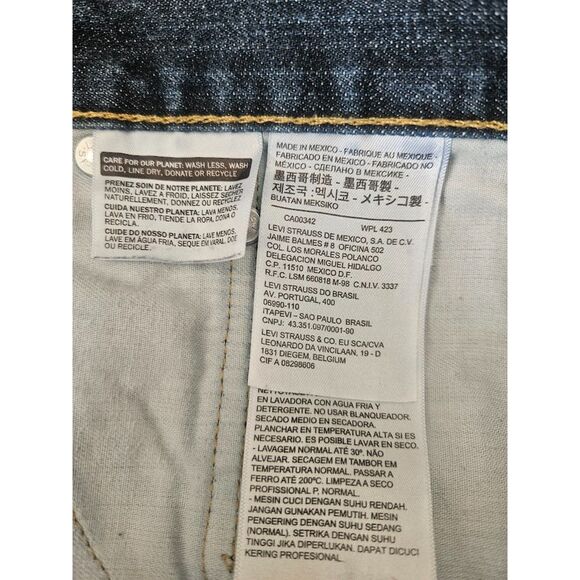 CARE FOR OUR PLANET: WASH LESS, WASH
COLD, LINE DRY, DONATE OR RECYCLE
PRENEZ SOIN DE NOTRE PLANETE: LAVEZ
MOINS, LAVEZ A FROID, LAISSEZ SEPHER
NATURELLEMENT, DONNEZ OU RECYCLEZ
CUIDA NUESTRO PLANETA: LAVA MENOS,
LAVA EN FRIO, TIENDE LA ROPA, DONA O
RECICLA.
CUIDE DO NOSSO PLANETA: LAVE MENOS,
LAVE EM AGUA FRIA, SEQUE EM VARAL, DOE
OU RECICLE.
MADE IN MEXICO - FABRIQUE AU MEXIQUE -
FABRICADO EN MEXICO - FABRICADO NO
MEXICO - СДЕЛАНО В МЕКСИКЕ -
墨西哥制造 - 墨西哥製 -
제조국 : 멕시코 - メキシコ製 -
BUATAN MEKSIKO
CA00342 WPL 423
LEVI STRAUSS DE MEXICO, S.A. DE C.V.
JAIME BALMES # 8 OFICINA 502
COL. LOS MORALES POLANCO
DELEGACION MIGUEL HIDALGO
C.P. 11510 MEXICO D.F.
R.F.C. LSM 660818 M-98 C.N.I.V. 3337
LEVI STRAUSS DO BRASIL
AV. PORTUGAL, 400
06690-110
ITAPEVI – SAO PAULO BRASIL
CNPJ: 43.351.097/0001-90
LEVI STRAUSS & CO. EU SCA/CVA
LEONARDO DA VINCILAAN, 19 - D
1831 DIEGEM, BELGIUM
CIF A 08298606
EN LAVADORA CON AGUA FRIA Y
DETERGENTE. NO USAR BLANQUEADOR.
SECADO MEDIO EN SECADORA.
PLANCHAR EN TEMPERATURA ALTA SI ES
NECESARIO. ES POSIBLE LAVAR EN SECO.
- LAVAGEM NORMAL ATÉ 30º. NÃO
ALVEJAR. SECAGEM EM TAMBOR EM
TEMPERATURA NORMAL. PASSAR A
FERRO ATÉ 200ºC. LIMPEZA A SECO
PROFISSIONAL P. NORMAL.
- MESIN CUCI DENGAN SUHU RENDAH.
JANGAN GUNAKAN PEMUTIH. MESIN
PENGERING DENGAN SUHU SEDANG
(NORMAL). SETRIKA DENGAN SUHU
TINGGI JIKA DIPERLUKAN. DAPAT DICUCI
KERING PROFESIONAL.